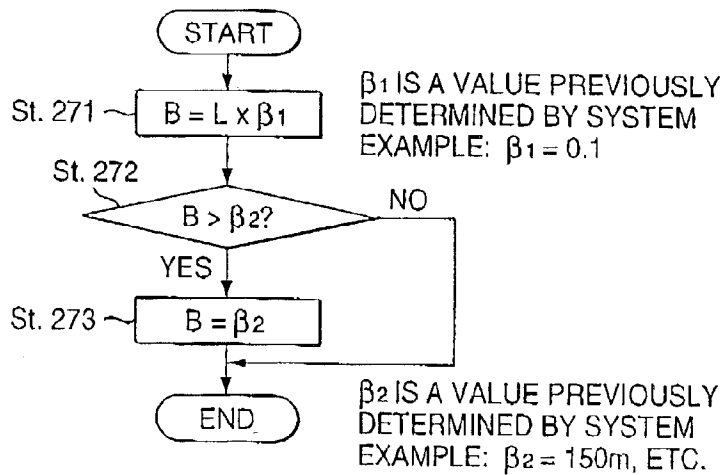 START
St. 271
B = L x β1
β1 IS A VALUE PREVIOUSLY
DETERMINED BY SYSTEM
EXAMPLE: β1 = 0.1
St. 272
B > β2?
NO
YES
St. 273
B = β2
END
β2 IS A VALUE PREVIOUSLY
DETERMINED BY SYSTEM
EXAMPLE: β2 = 150m, ETC.